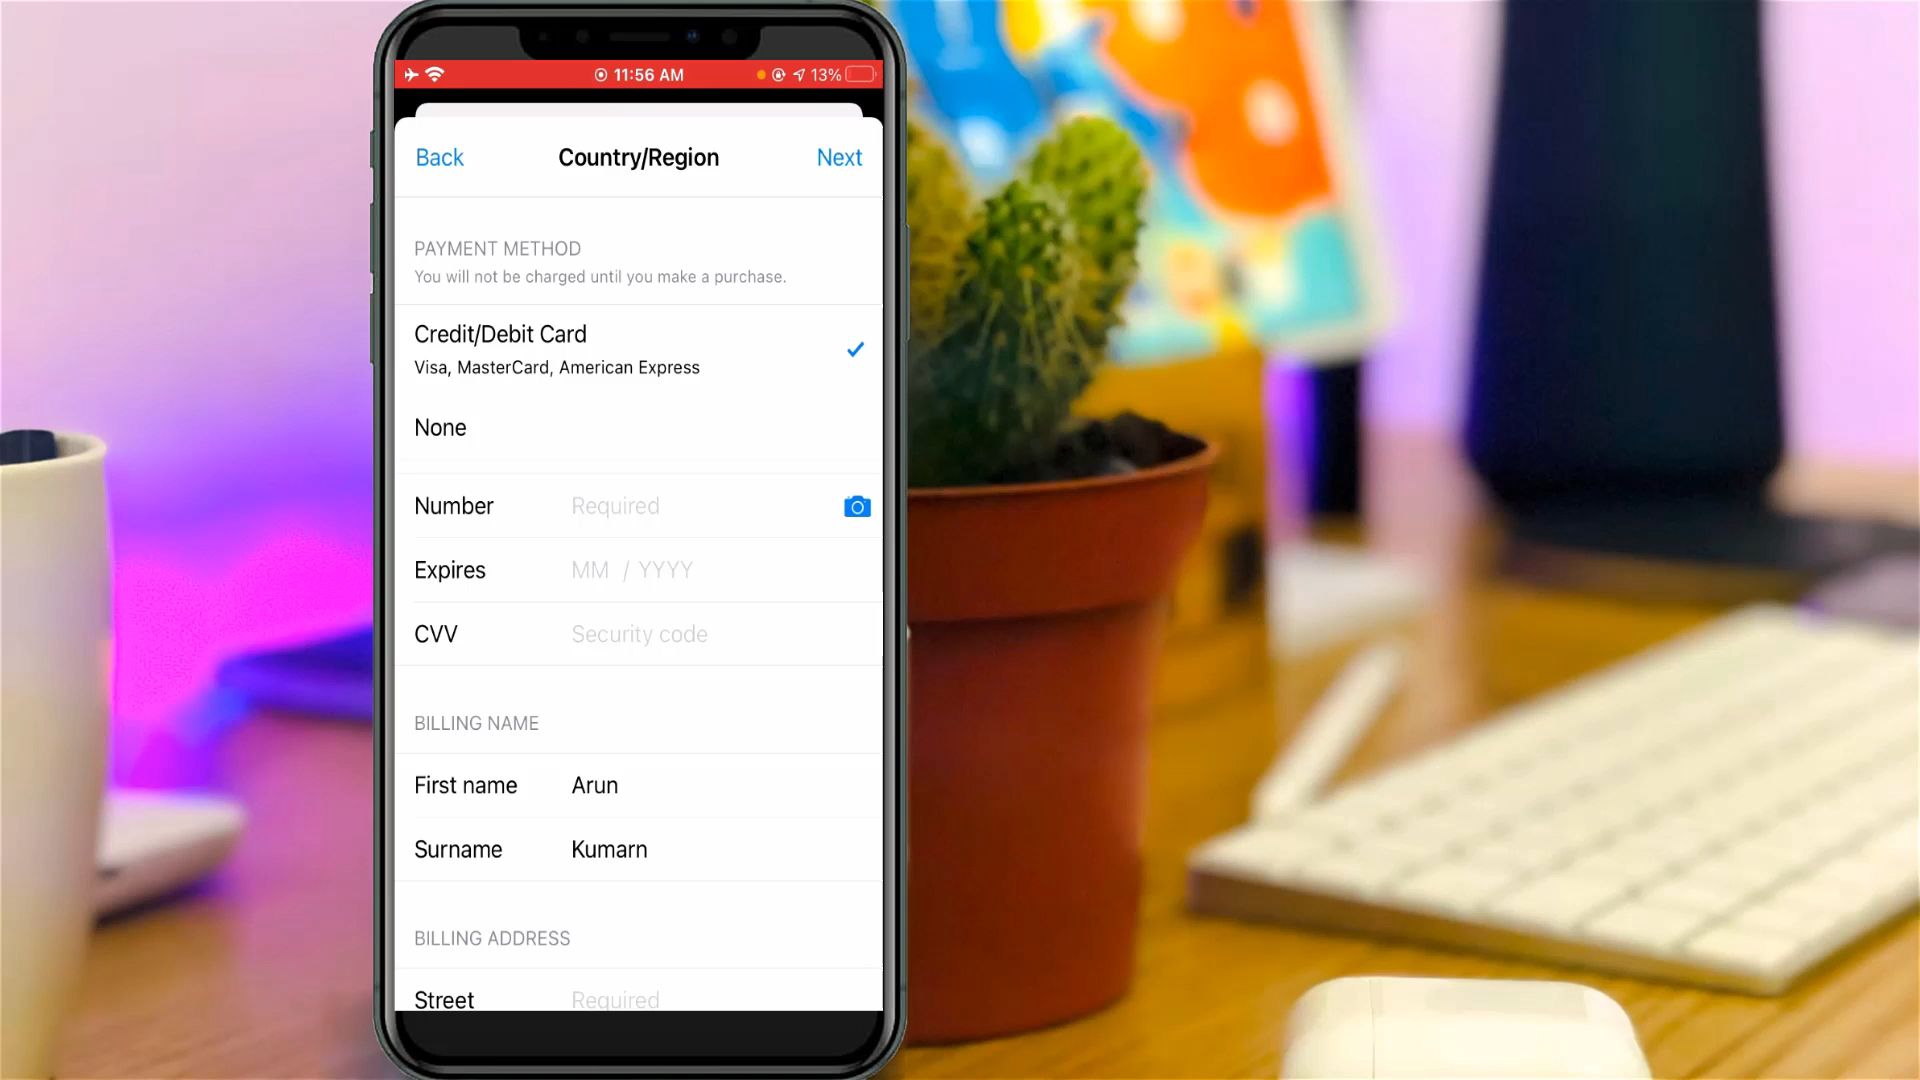 11:56 AM 13%
Back Country/Region Next
PAYMENT METHOD
You will not be charged until you make a purchase.
Credit/Debit Card
Visa, MasterCard, American Express
None
Number Required
Expires MM / YYYY
CVV Security code
BILLING NAME
First name Arun
Surname Kumarn
BILLING ADDRESS
Street Required